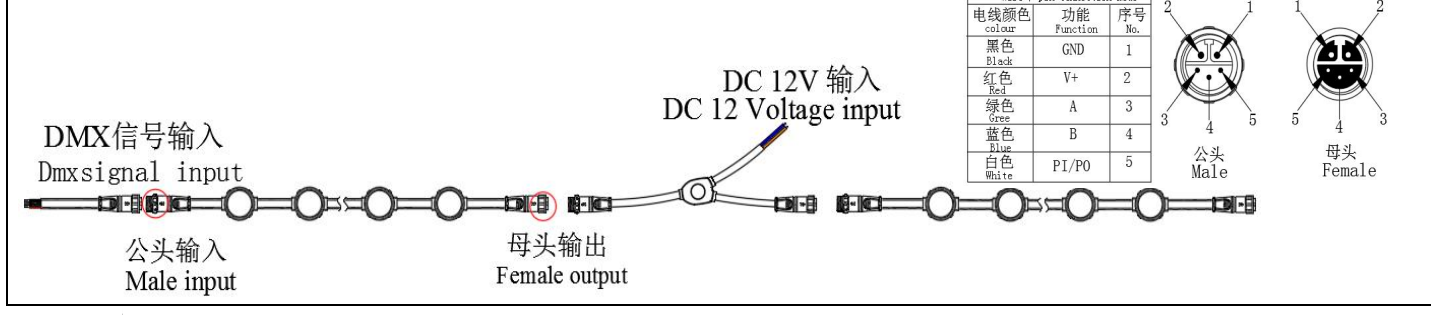 电线颜色 功能 序号
colour Function No.
黑色 GND 1
Black
红色 V+ 2
Red
绿色 A 3
Gree
蓝色 B 4
Blue
白色 PI/PO 5
White
2 1
3 4 5
公头
Male
1 2
5 4 3
母头
Female
DC 12V 输入
DC 12 Voltage input
DMX信号输入
Dmxsignal input
公头输入
Male input
母头输出
Female output